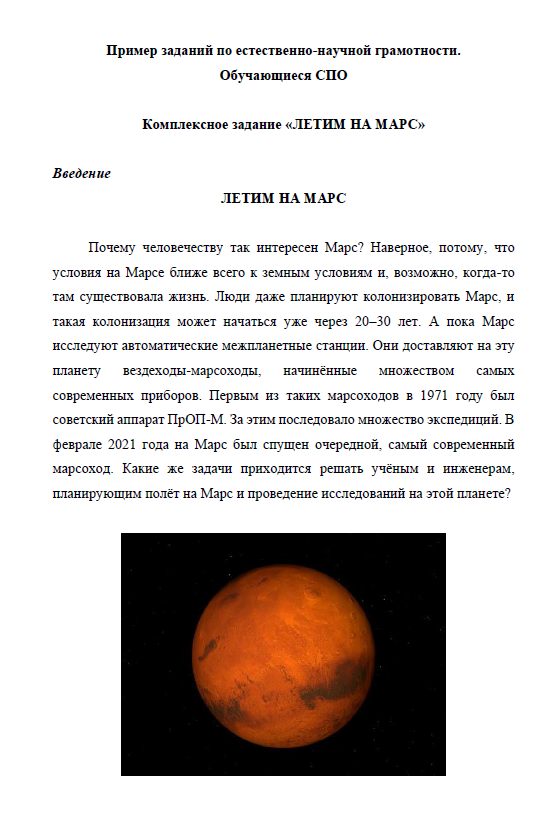 Пример заданий по естественно-научной грамотности.
Обучающиеся СПО
Комплексное задание «ЛЕТИМ НА МАРС»
Введение
ЛЕТИМ НА МАРС
Почему человечеству так интересен Марс? Наверное, потому, что
условия на Марсе ближе всего к земным условиям и, возможно, когда-то
там существовала жизнь. Люди даже планируют колонизировать Марс, и
такая колонизация может начаться уже через 20–30 лет. А пока Марс
исследуют автоматические межпланетные станции. Они доставляют на эту
планету вездеходы-марсоходы, начинённые множеством самых
современных приборов. Первым из таких марсоходов в 1971 году был
советский аппарат ПрОП-М. За этим последовало множество экспедиций. В
феврале 2021 года на Марс был спущен очередной, самый современный
марсоход. Какие же задачи приходится решать учёным и инженерам,
планирующим полёт на Марс и проведение исследований на этой планете?